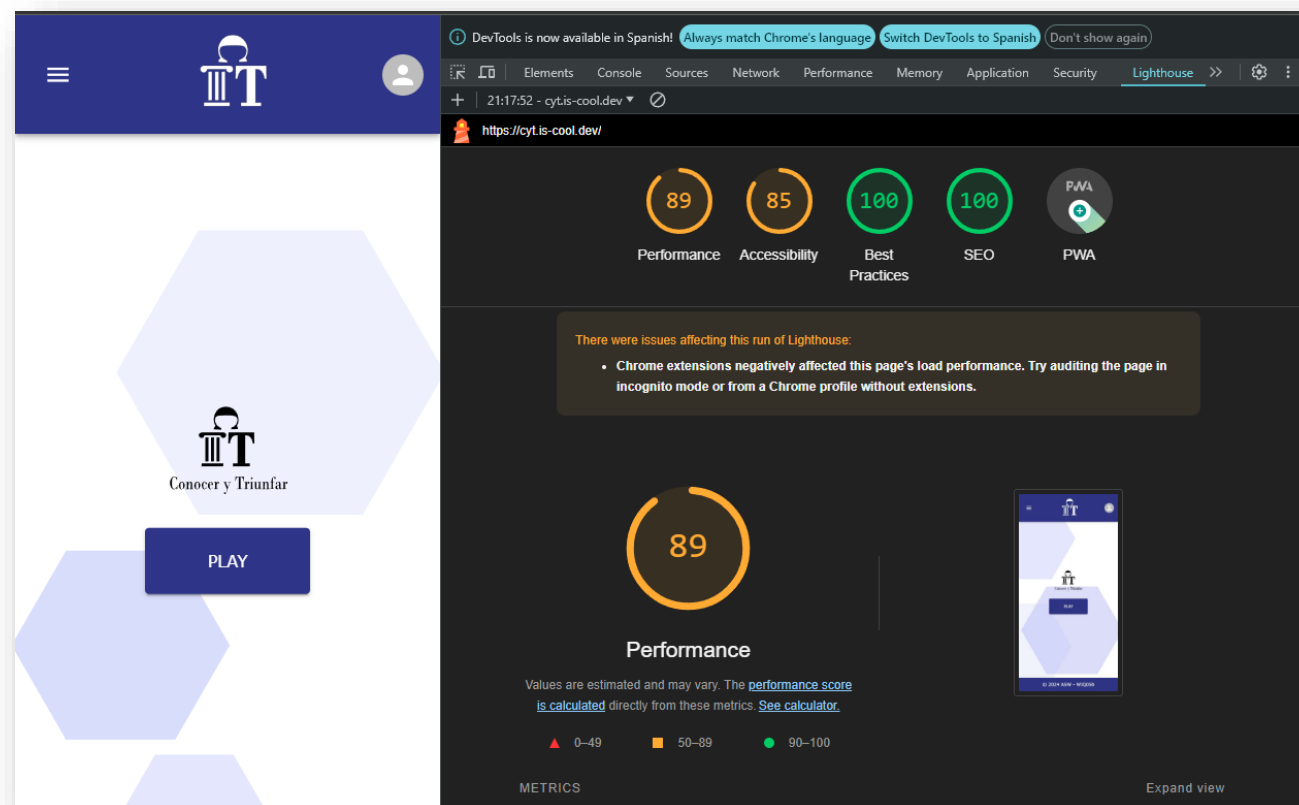 DevTools is now available in Spanish! Always match Chrome's language Switch DevTools to Spanish Don't show again
Elements Console Sources Network Performance Memory Application Security Lighthouse
21:17:52 - cyt.is-cool.dev
https://cyt.is-cool.dev/
89 85 100 100 PWA
Performance Accessibility Best Practices SEO PWA
There were issues affecting this run of Lighthouse:
• Chrome extensions negatively affected this page's load performance. Try auditing the page in
incognito mode or from a Chrome profile without extensions.
T
T
Conocer y Triunfar
PLAY
89
Performance
Values are estimated and may vary. The performance score
is calculated directly from these metrics. See calculator.
0–49 50–89 90–100
METRICS Expand view
T
Conocer y Triunfar
PLAY